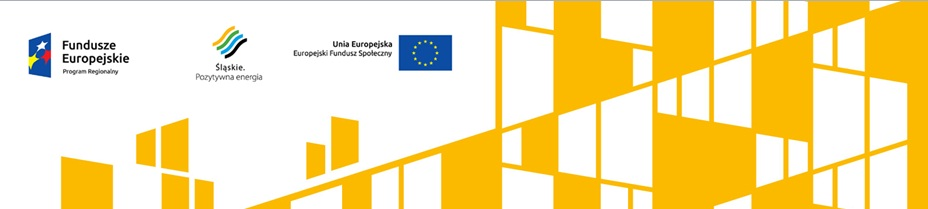 Fundusze
Europejskie
Program Regionalny
Śląskie.
Pozytywna energia
Unia Europejska
Europejski Fundusz Społeczny